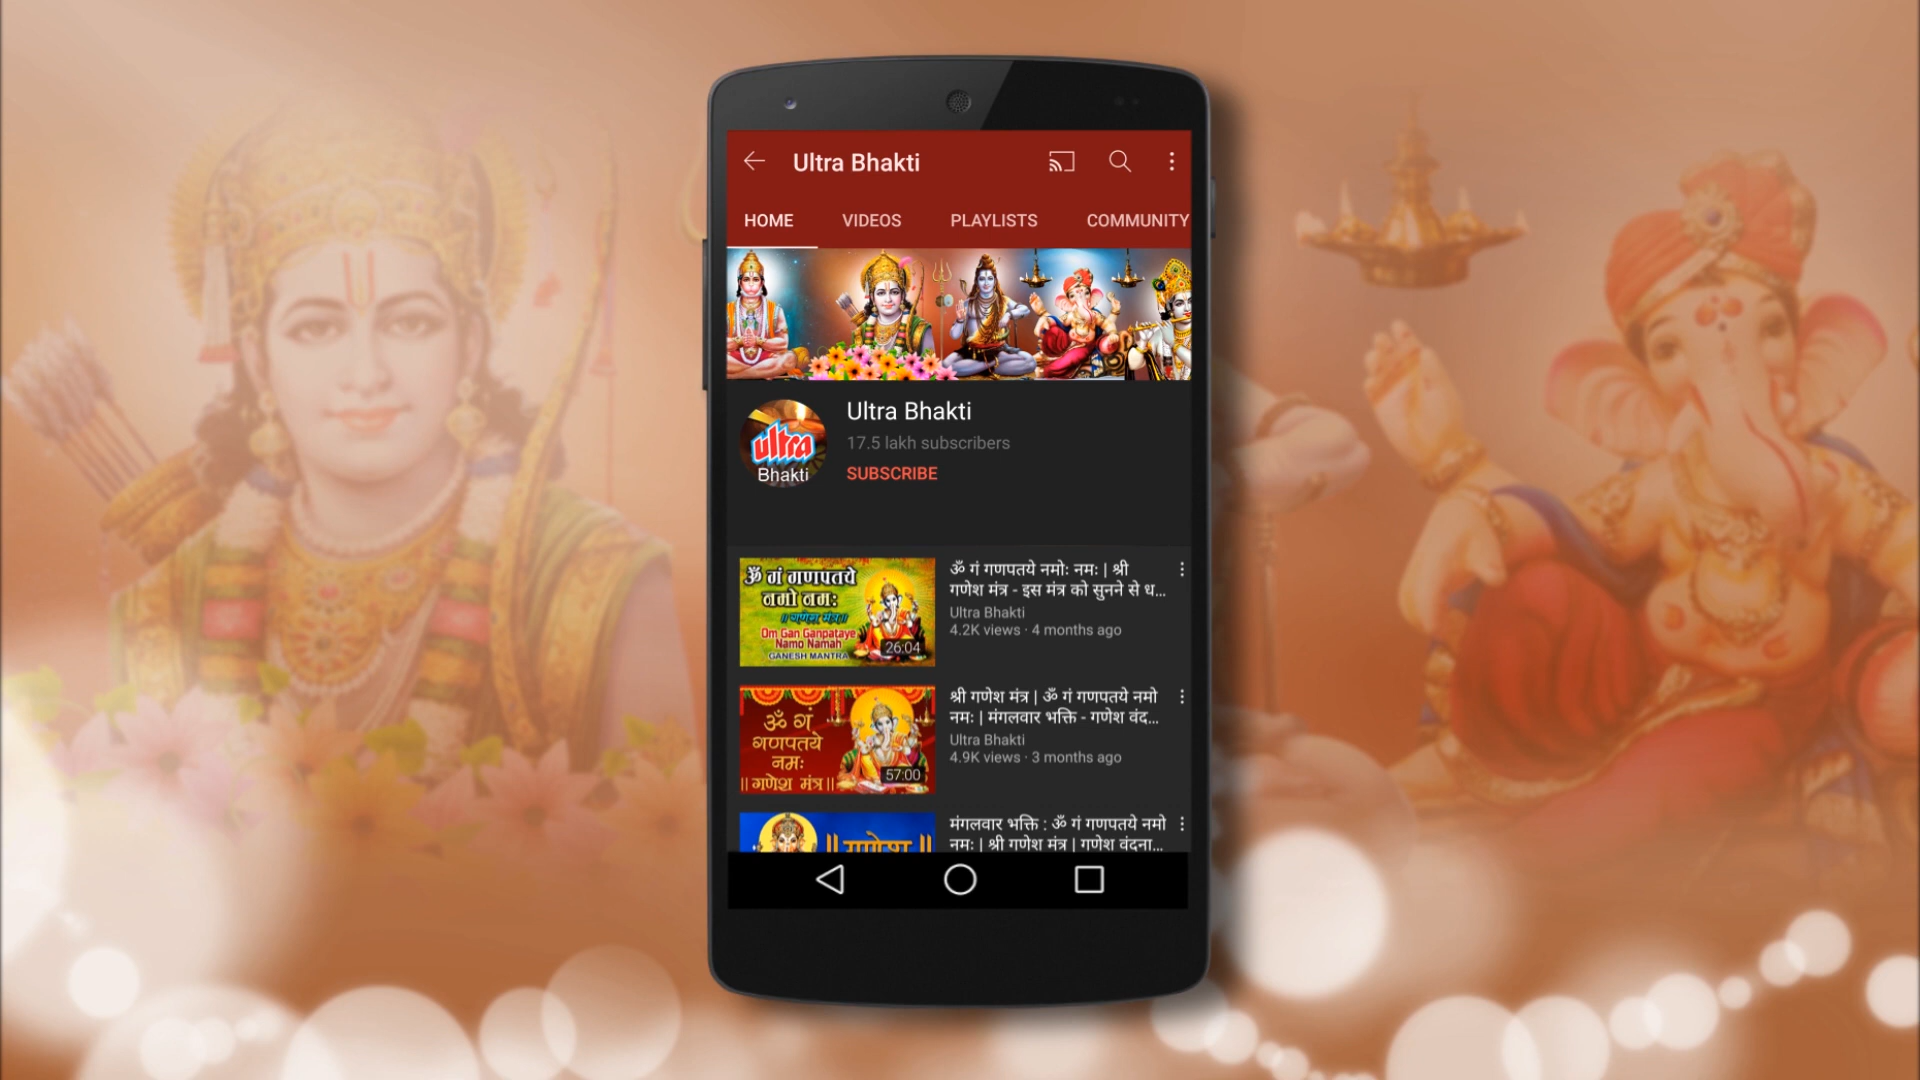 Ultra Bhakti
HOME VIDEOS PLAYLISTS COMMUNITY
ultra
Bhakti
Ultra Bhakti
17.5 lakh subscribers
SUBSCRIBE
ॐ गं गणपतये
नमो नमः
॥ गणेश मंत्र ॥
Om Gan Ganpataye
Namo Namah
GANESH MANTRA
26:04
ॐ गं गणपतये नमोः नमः | श्री
गणेश मंत्र - इस मंत्र को सुनने से ध...
Ultra Bhakti
4.2K views · 4 months ago
ॐ गं
गणपतये
नमः
॥ गणेश मंत्र ॥
57:00
श्री गणेश मंत्र | ॐ गं गणपतये नमो
नमः | मंगलवार भक्ति - गणेश वंद...
Ultra Bhakti
4.9K views · 3 months ago
॥ गणेश ॥
मंगलवार भक्ति : ॐ गं गणपतये नमो
नमः | श्री गणेश मंत्र | गणेश वंदना...